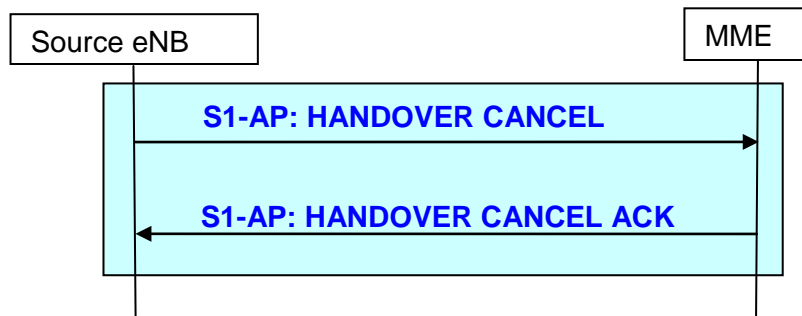 Source eNB
MME
S1-AP: HANDOVER CANCEL
S1-AP: HANDOVER CANCEL ACK